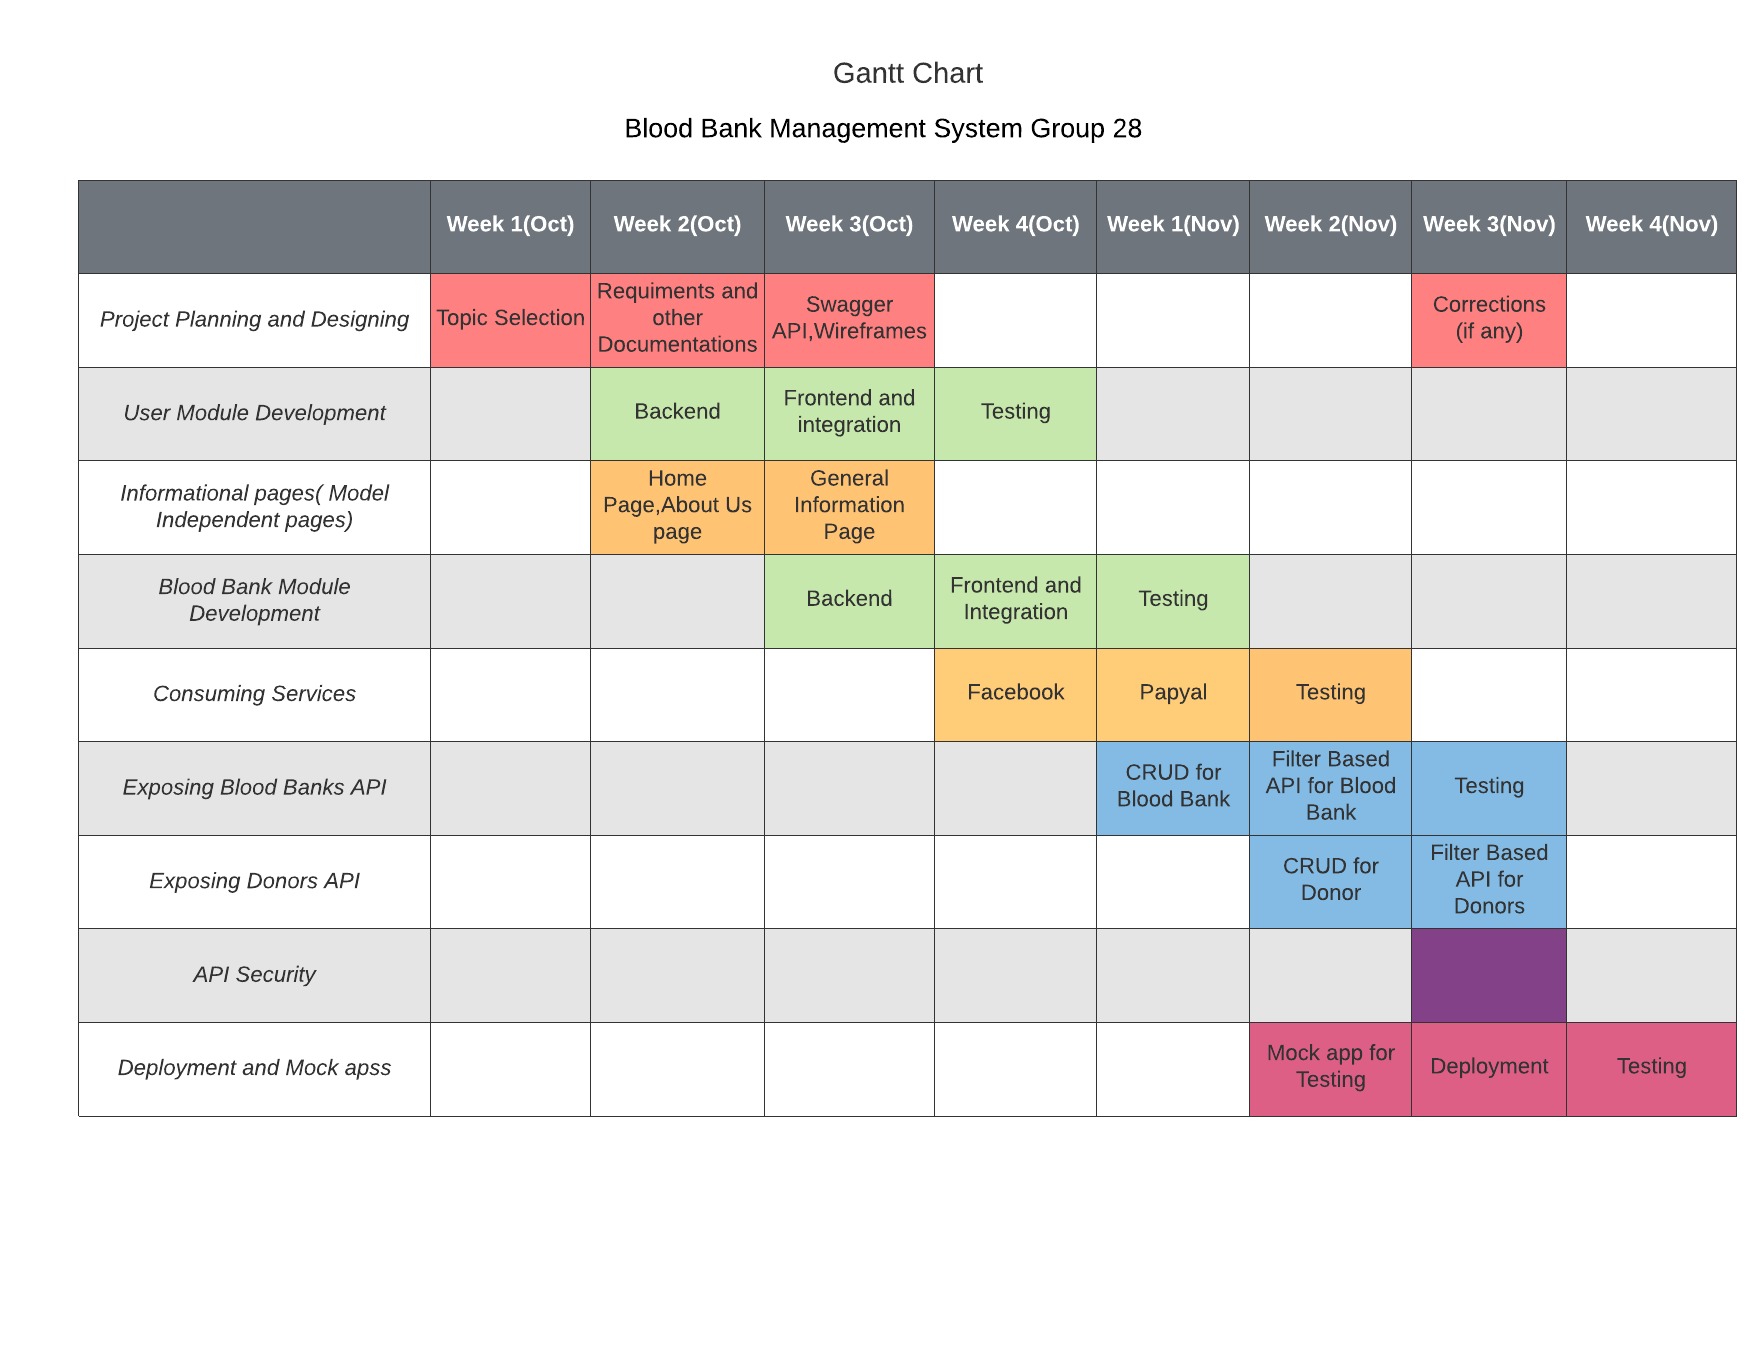 Gantt Chart
Blood Bank Management System Group 28
Week 1(Oct) Week 2(Oct) Week 3(Oct) Week 4(Oct) Week 1(Nov) Week 2(Nov) Week 3(Nov) Week 4(Nov)
Project Planning and Designing
Topic Selection
Requiments and
other
Documentations
Swagger
API,Wireframes
Corrections
(if any)
User Module Development
Backend
Frontend and
integration
Testing
Informational pages( Model
Independent pages)
Home
Page,About Us
page
General
Information
Page
Blood Bank Module
Development
Backend
Frontend and
Integration
Testing
Consuming Services
Facebook
Papyal
Testing
Exposing Blood Banks API
CRUD for
Blood Bank
Filter Based
API for Blood
Bank
Testing
Exposing Donors API
CRUD for
Donor
Filter Based
API for
Donors
API Security
Deployment and Mock apss
Mock app for
Testing
Deployment
Testing